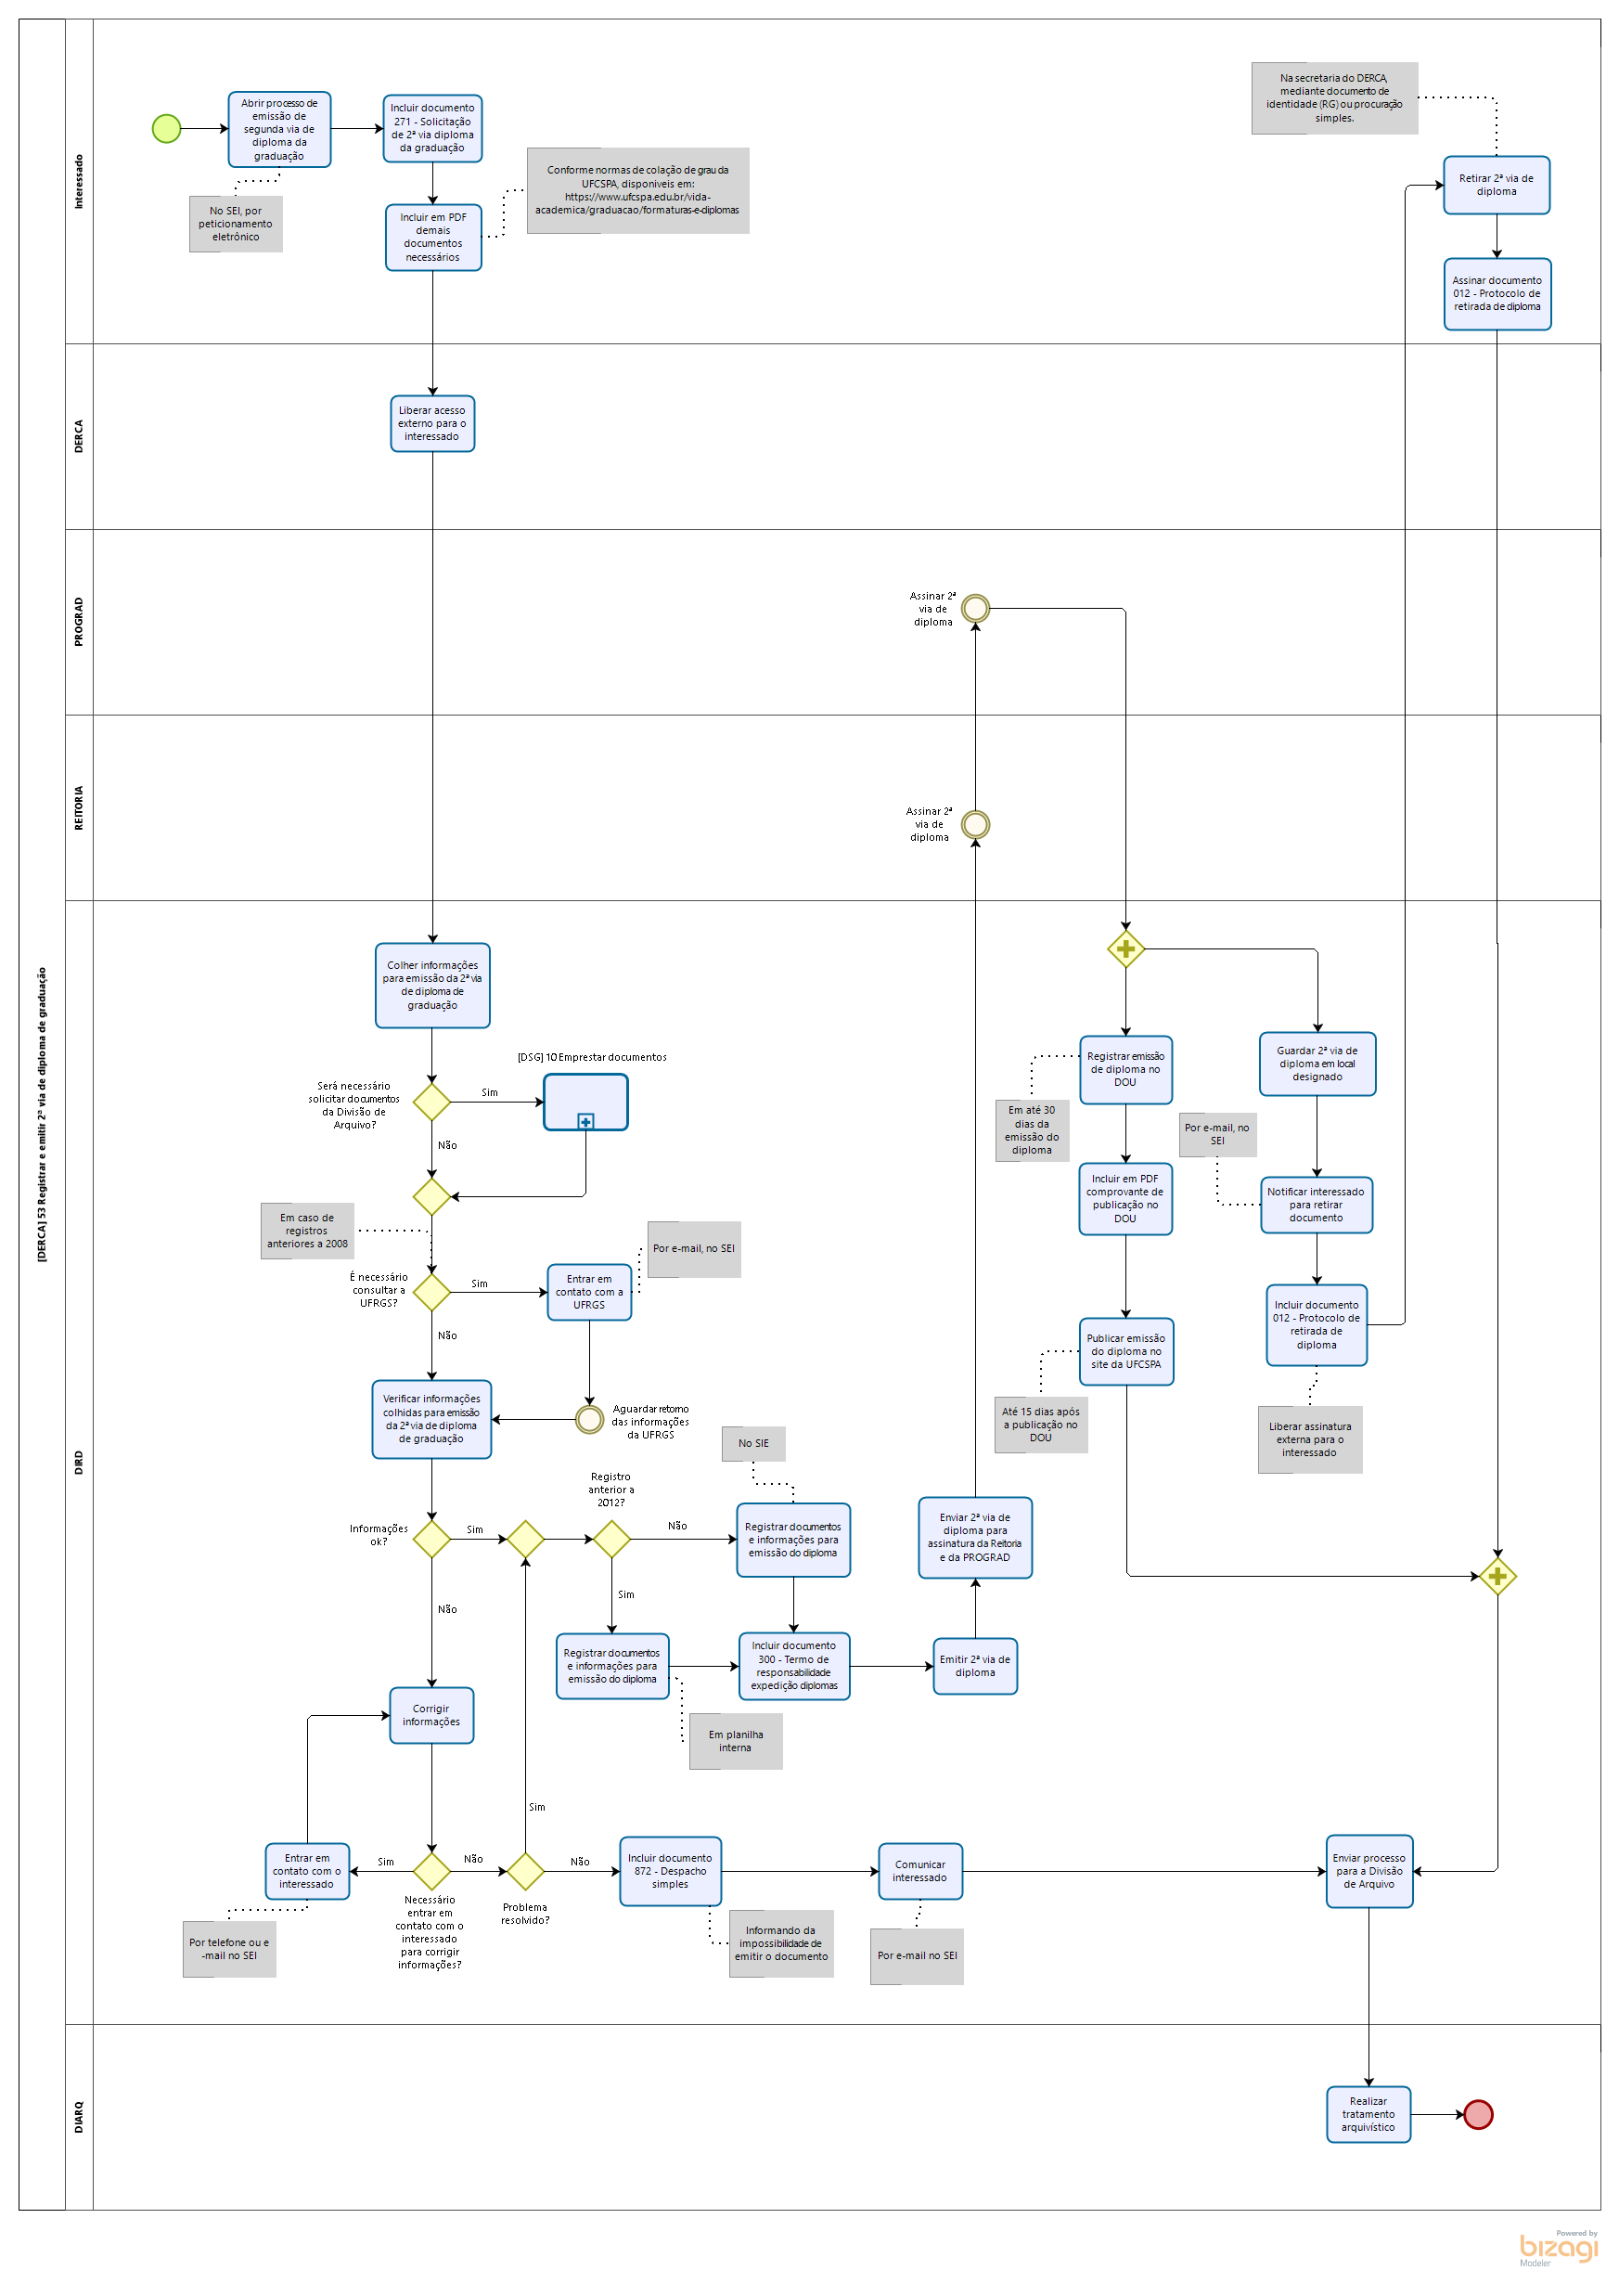 [DERCA] 53 Registrar e emitir 2ª via de diploma de graduação
Interessado
Abrir processo de
emissão de
segunda via de
diploma da
graduação
No SEI, por
peticionamento
eletrônico
Incluir documento
271 - Solicitação
de 2ª via diploma
da graduação
Incluir em PDF
demais
documentos
necessários
Conforme normas de colação de grau da
UFCSPA, disponiveis em:
https://www.ufcspa.edu.br/vida-
academica/graduacao/formaturas-e-diplomas
Na secretaria do DERCA,
mediante documento de
identidade (RG) ou procuração
simples.
Retirar 2ª via de
diploma
Assinar documento
012 - Protocolo de
retirada de diploma
DERCA
Liberar acesso
externo para o
interessado
PROGRAD
Assinar 2ª
via de
diploma
REITORIA
Assinar 2ª
via de
diploma
DIRD
Colher informações
para emissão da 2ª via
de diploma de
graduação
Será necessário
solicitar documentos
da Divisão de
Arquivo?
Sim
Não
[DSG] 10 Emprestar documentos
Em caso de
registros
anteriores a 2008
É necessário
consultar a
UFRGS?
Sim
Não
Entrar em
contato com a
UFRGS
Por e-mail, no SEI
Aguardar retorno
das informações
da UFRGS
Verificar informações
colhidas para emissão
da 2ª via de diploma
de graduação
Informações
ok?
Sim
Não
Registro
anterior a
2012?
Não
Sim
No SIE
Registrar documentos
e informações para
emissão do diploma
Registrar documentos
e informações para
emissão do diploma
Em planilha
interna
Incluir documento
300 - Termo de
responsabilidade
expedição diplomas
Emitir 2ª via de
diploma
Enviar 2ª via de
diploma para
assinatura da Reitoria
e da PROGRAD
Registrar emissão
de diploma no
DOU
Em até 30
dias da
emissão do
diploma
Incluir em PDF
comprovante de
publicação no
DOU
Publicar emissão
do diploma no
site da UFCSPA
Até 15 dias após
a publicação no
DOU
Guardar 2ª via de
diploma em local
designado
Por e-mail, no
SEI
Notificar interessado
para retirar
documento
Incluir documento
012 - Protocolo de
retirada de
diploma
Liberar assinatura
externa para o
interessado
Corrigir
informações
Entrar em
contato com o
interessado
Por telefone ou e
-mail no SEI
Sim
Necessário
entrar em
contato com o
interessado
para corrigir
informações?
Não
Sim
Problema
resolvido?
Não
Incluir documento
872 - Despacho
simples
Informando da
impossibilidade de
emitir o documento
Comunicar
interessado
Por e-mail no SEI
Enviar processo
para a Divisão
de Arquivo
DIARQ
Realizar
tratamento
arquivístico
Powered by
bizagi
Modeler